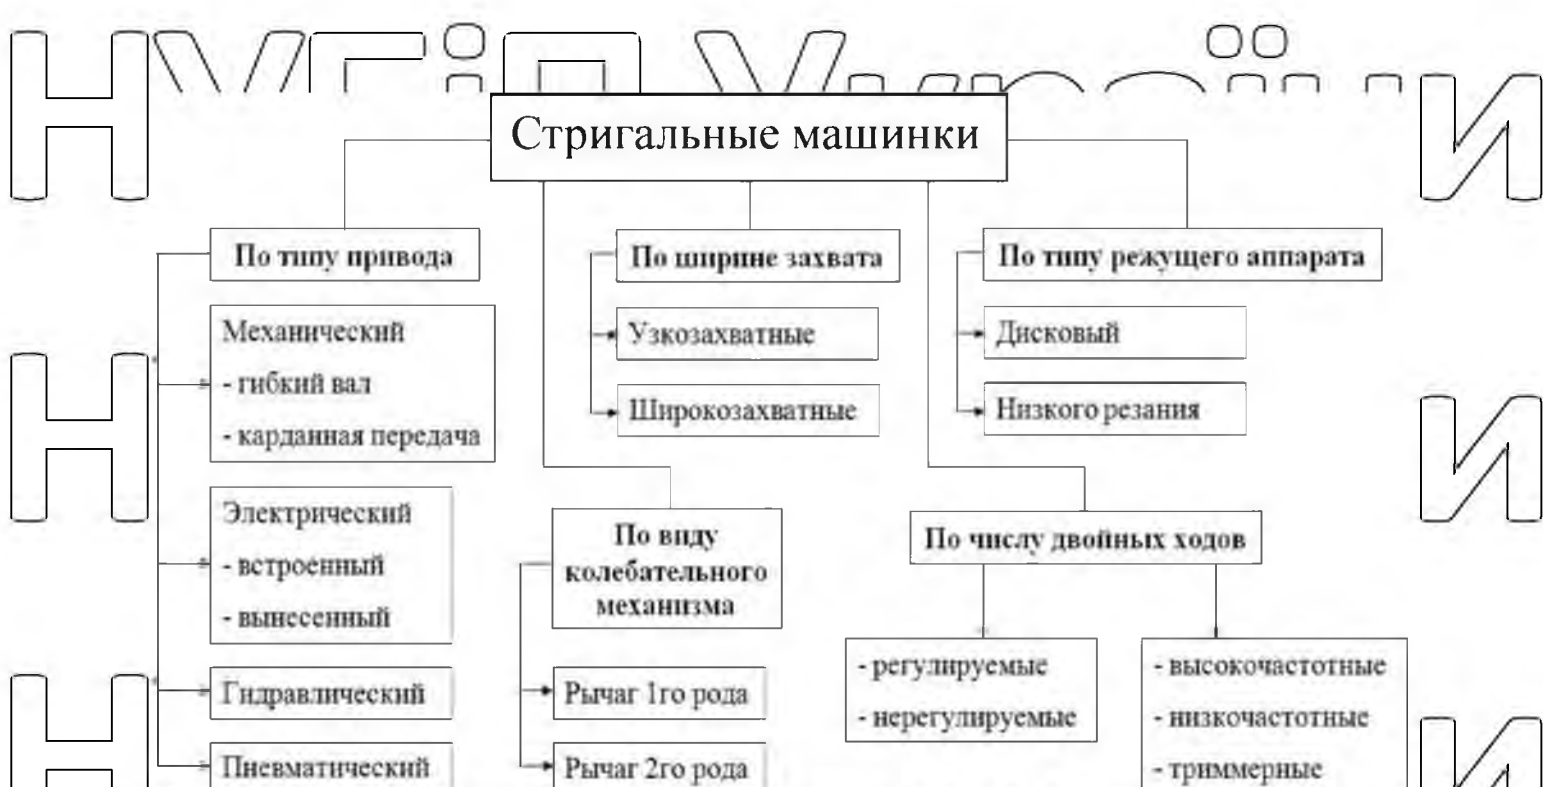 Стригальные машинки
По типу привода
Механический
- гибкий вал
- карданная передача
Электрический
- встроенный
- вынесенный
Гидравлический
Пневматический
По ширине захвата
Узкозахватные
Широкозахватные
По типу режущего аппарата
Дисковый
Низкого резания
По виду
колебательного
механизма
Рычаг 1го рода
Рычаг 2го рода
По числу двойных ходов
- регулируемые
- нерегулируемые
- высокочастотные
- низкочастотные
- триммерные